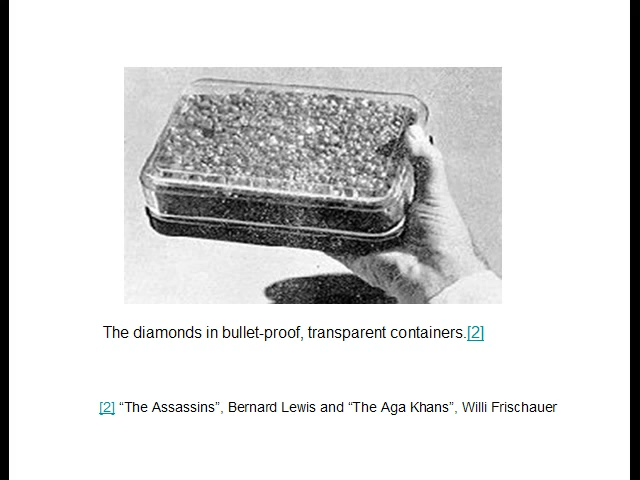 The diamonds in bullet-proof, transparent containers.[2]
[2] “The Assassins”, Bernard Lewis and “The Aga Khans”, Willi Frischauer